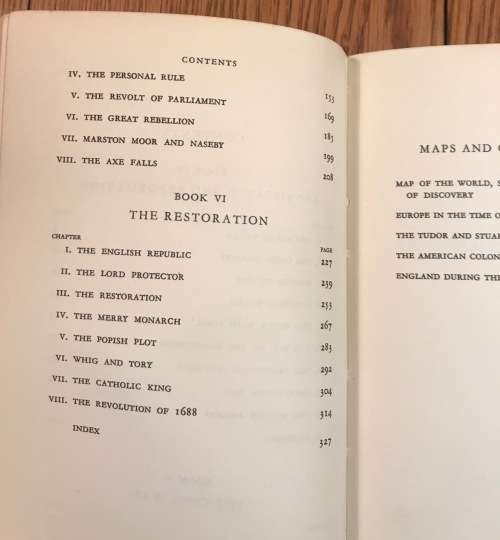 CONTENTS
IV. THE PERSONAL RULE 153
V. THE REVOLT OF PARLIAMENT 169
VI. THE GREAT REBELLION 185
VII. MARSTON MOOR AND NASEBY 199
VIII. THE AXE FALLS 208
BOOK VI
THE RESTORATION
CHAPTER PAGE
I. THE ENGLISH REPUBLIC 227
II. THE LORD PROTECTOR 239
III. THE RESTORATION 253
IV. THE MERRY MONARCH 267
V. THE POPISH PLOT 283
VI. WHIG AND TORY 292
VII. THE CATHOLIC KING 304
VIII. THE REVOLUTION OF 1688 314
INDEX 327
MAPS AND
MAP OF THE WORLD,
OF DISCOVERY
EUROPE IN THE TIME O
THE TUDOR AND STUA
THE AMERICAN COLON
ENGLAND DURING THE